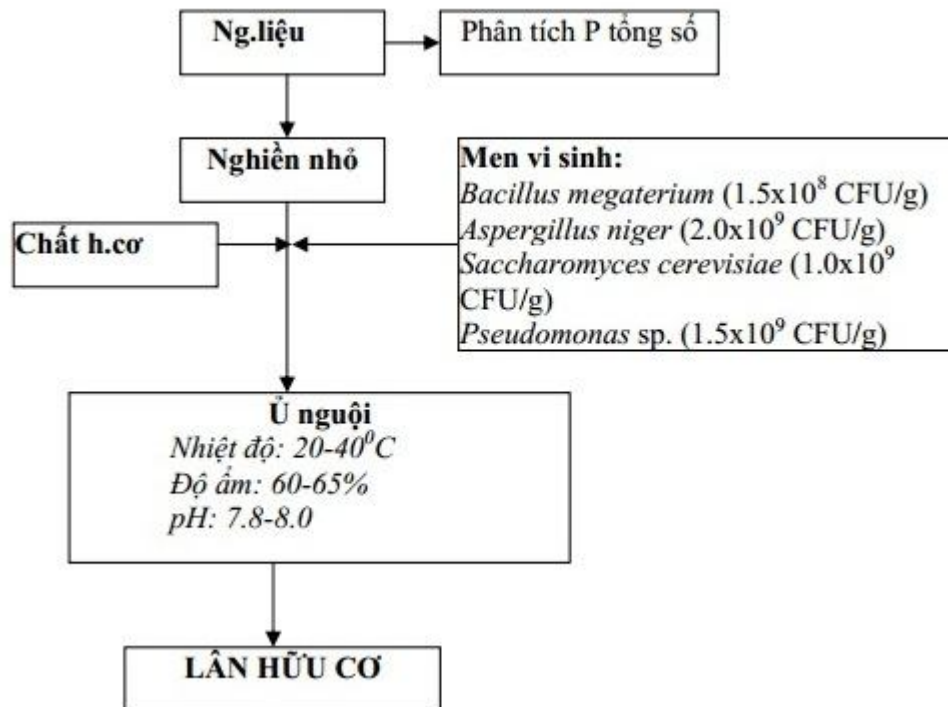 Ng.liệu
Phân tích P tổng số
Nghiền nhỏ
Men vi sinh:
Bacillus megaterium (1.5x10⁸ CFU/g)
Aspergillus niger (2.0x10⁹ CFU/g)
Saccharomyces cerevisiae (1.0x10⁹
CFU/g)
Pseudomonas sp. (1.5x10⁹ CFU/g)
Chất h.cơ
Ủ nguội
Nhiệt độ: 20-40⁰C
Độ ẩm: 60-65%
pH: 7.8-8.0
LÂN HỮU CƠ